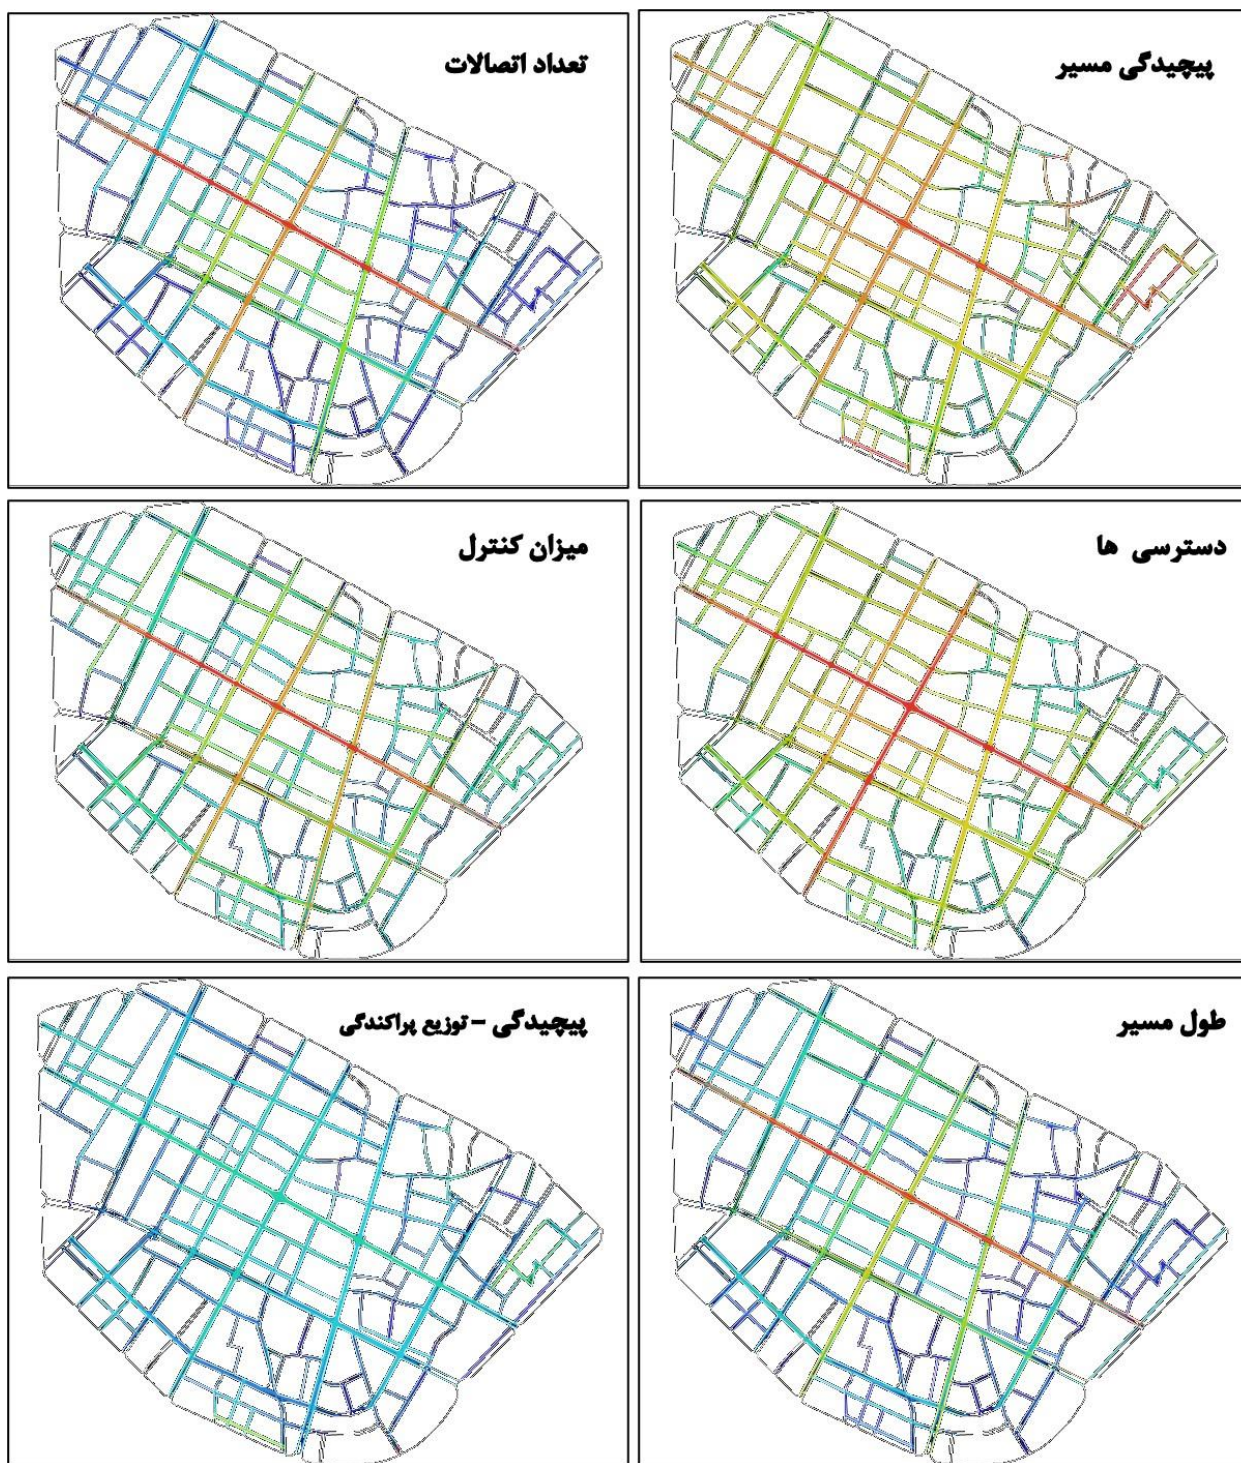 پیچیدگی مسیر
تعداد اتصالات
دسترسی ها
میزان کنترل
طول مسیر
پیچیدگی – توزیع پراکندگی